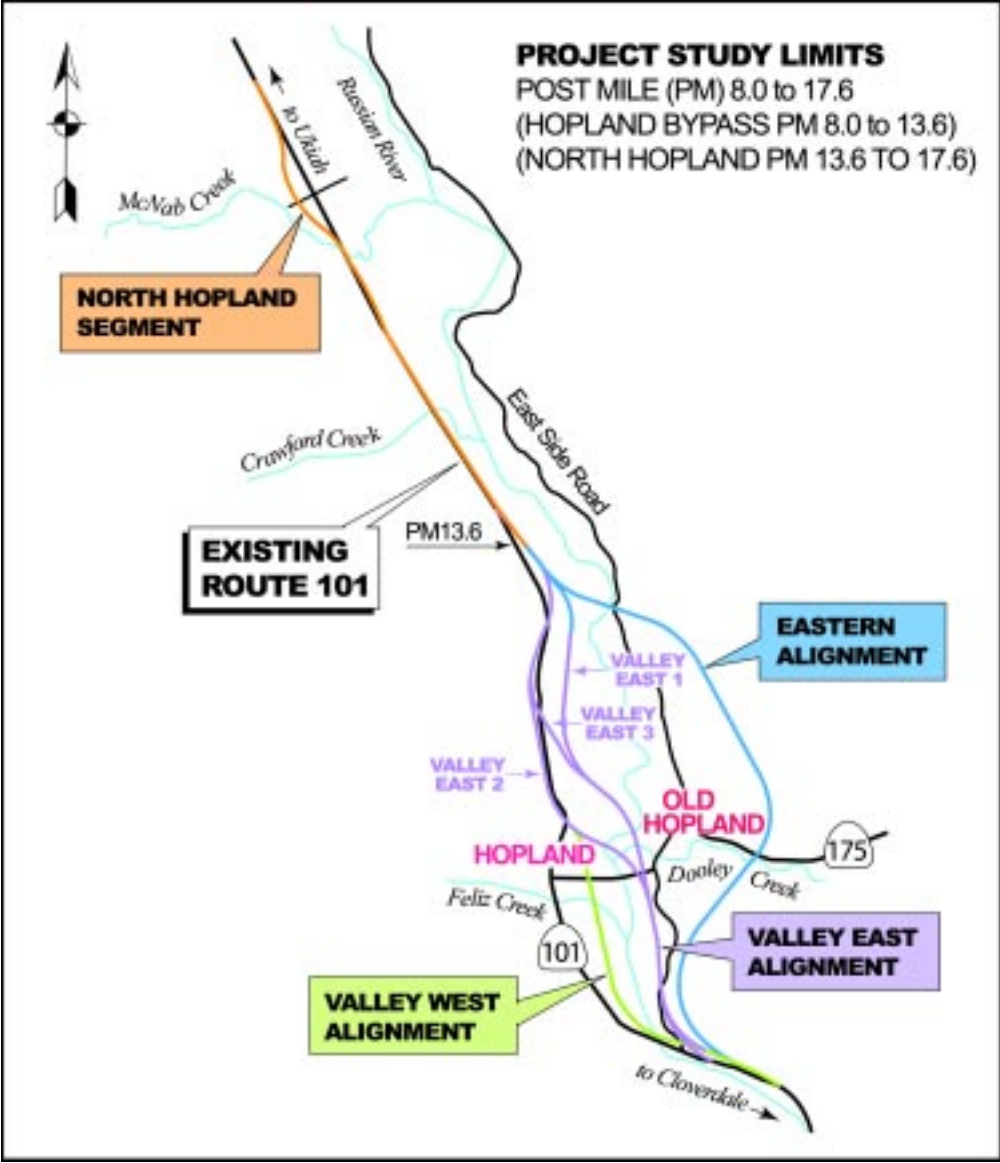 PROJECT STUDY LIMITS
POST MILE (PM) 8.0 to 17.6
(HOPLAND BYPASS PM 8.0 to 13.6)
(NORTH HOPLAND PM 13.6 TO 17.6)
to Ukiah
Russian River
McNab Creek
NORTH HOPLAND
SEGMENT
East Side Road
Crawford Creek
PM13.6
EXISTING
ROUTE 101
EASTERN
ALIGNMENT
VALLEY
EAST 1
VALLEY
EAST 3
VALLEY
EAST 2
OLD
HOPLAND
HOPLAND
175
Dooley Creek
Feliz Creek
101
VALLEY EAST
ALIGNMENT
VALLEY WEST
ALIGNMENT
to Cloverdale